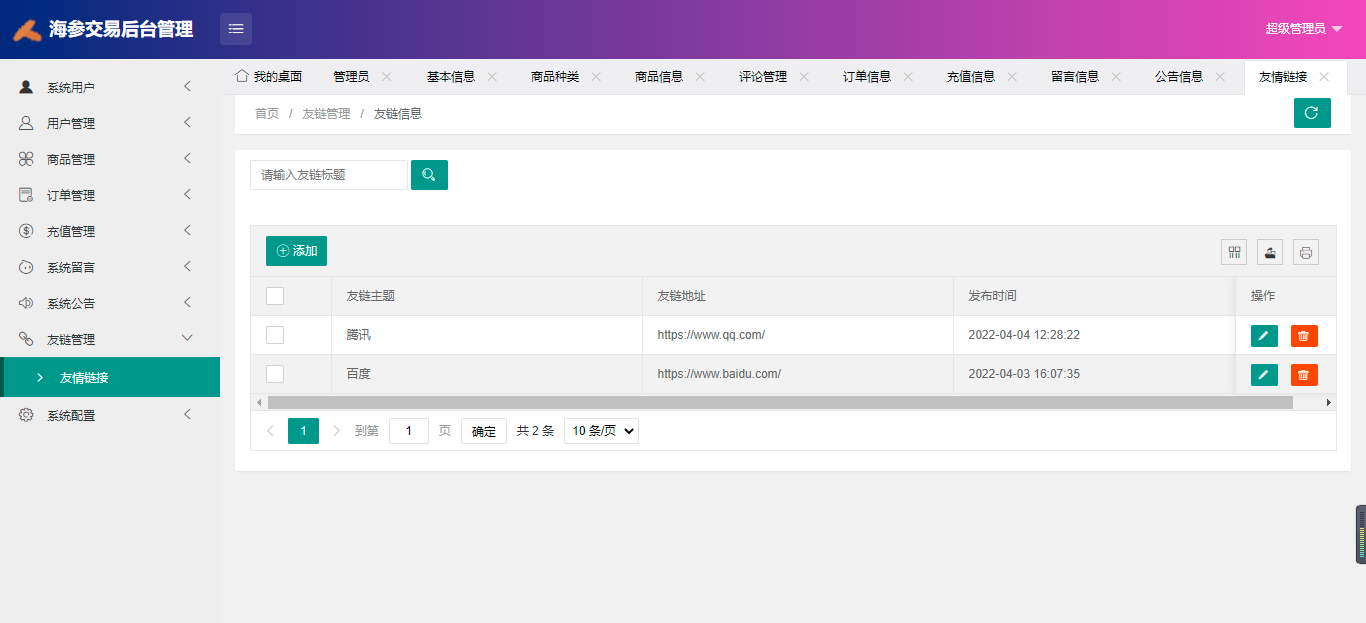 海参交易后台管理
超级管理员
系统用户
用户管理
商品管理
订单管理
充值管理
系统留言
系统公告
友链管理
友情链接
系统配置
我的桌面 管理员 基本信息 商品种类 商品信息 评论管理 订单信息 充值信息 留言信息 公告信息 友情链接
首页 / 友链管理 / 友链信息
请输入友链标题
添加
友链主题 友链地址 发布时间 操作
腾讯 https://www.qq.com/ 2022-04-04 12:28:22
百度 https://www.baidu.com/ 2022-04-03 16:07:35
1 到第 1 页 确定 共 2 条 10 条/页